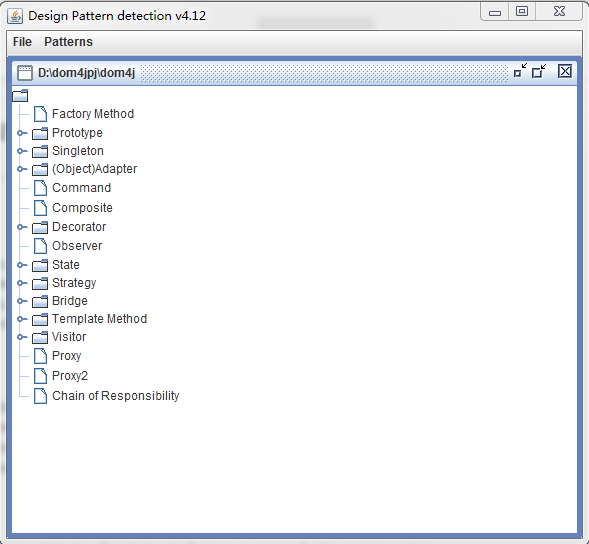 Design Pattern detection v4.12
File Patterns
D:\dom4jpj\dom4j
Factory Method
Prototype
Singleton
(Object)Adapter
Command
Composite
Decorator
Observer
State
Strategy
Bridge
Template Method
Visitor
Proxy
Proxy2
Chain of Responsibility